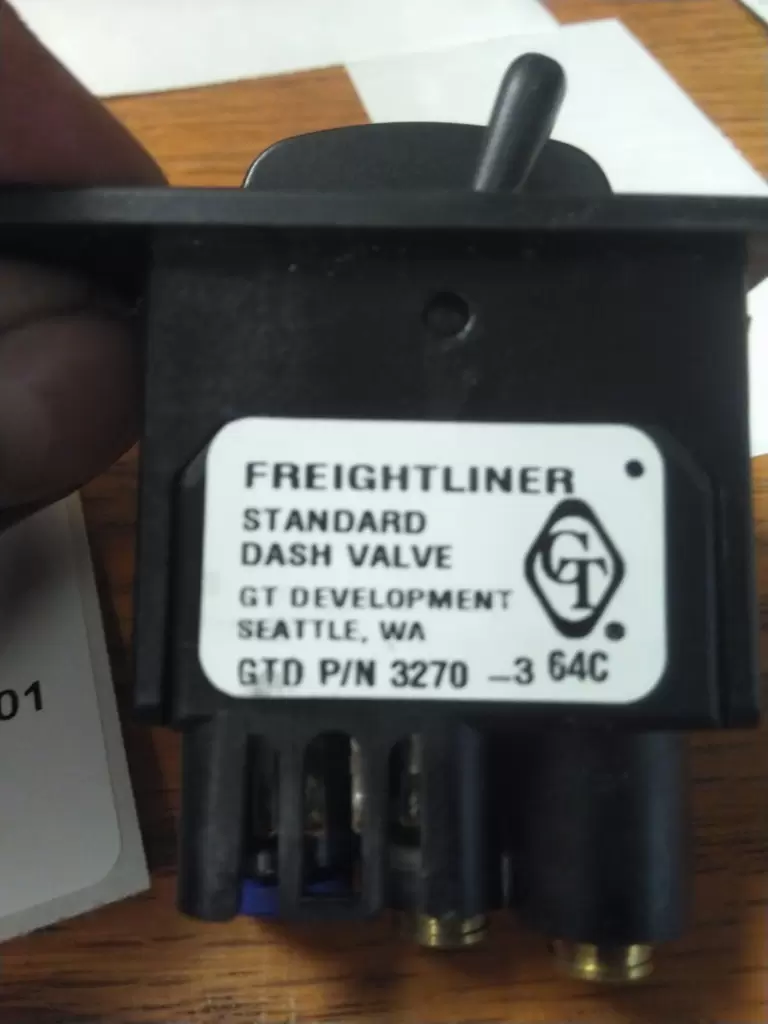 FREIGHTLINER
STANDARD
DASH VALVE
GT DEVELOPMENT
SEATTLE, WA
GT
GTD P/N 3270 -3 64C
01